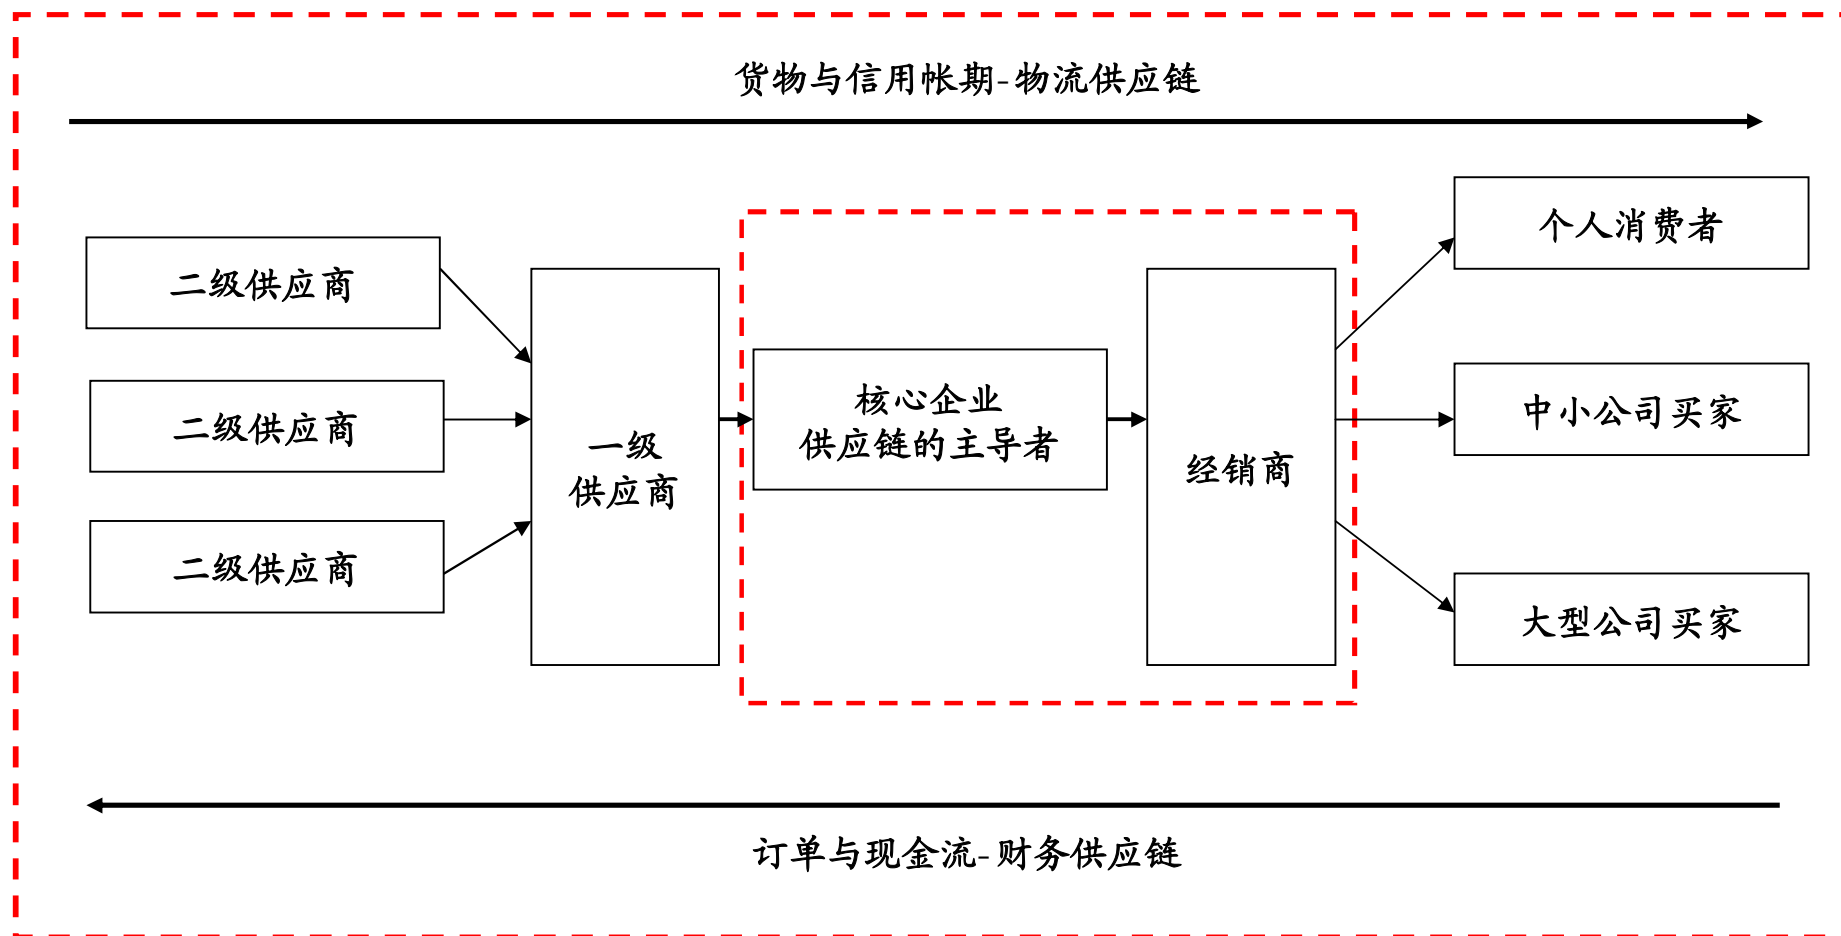 货物与信用帐期-物流供应链
个人消费者
二级供应商
核心企业
供应链的主导者
中小公司买家
二级供应商
一级
供应商
经销商
二级供应商
大型公司买家
订单与现金流-财务供应链